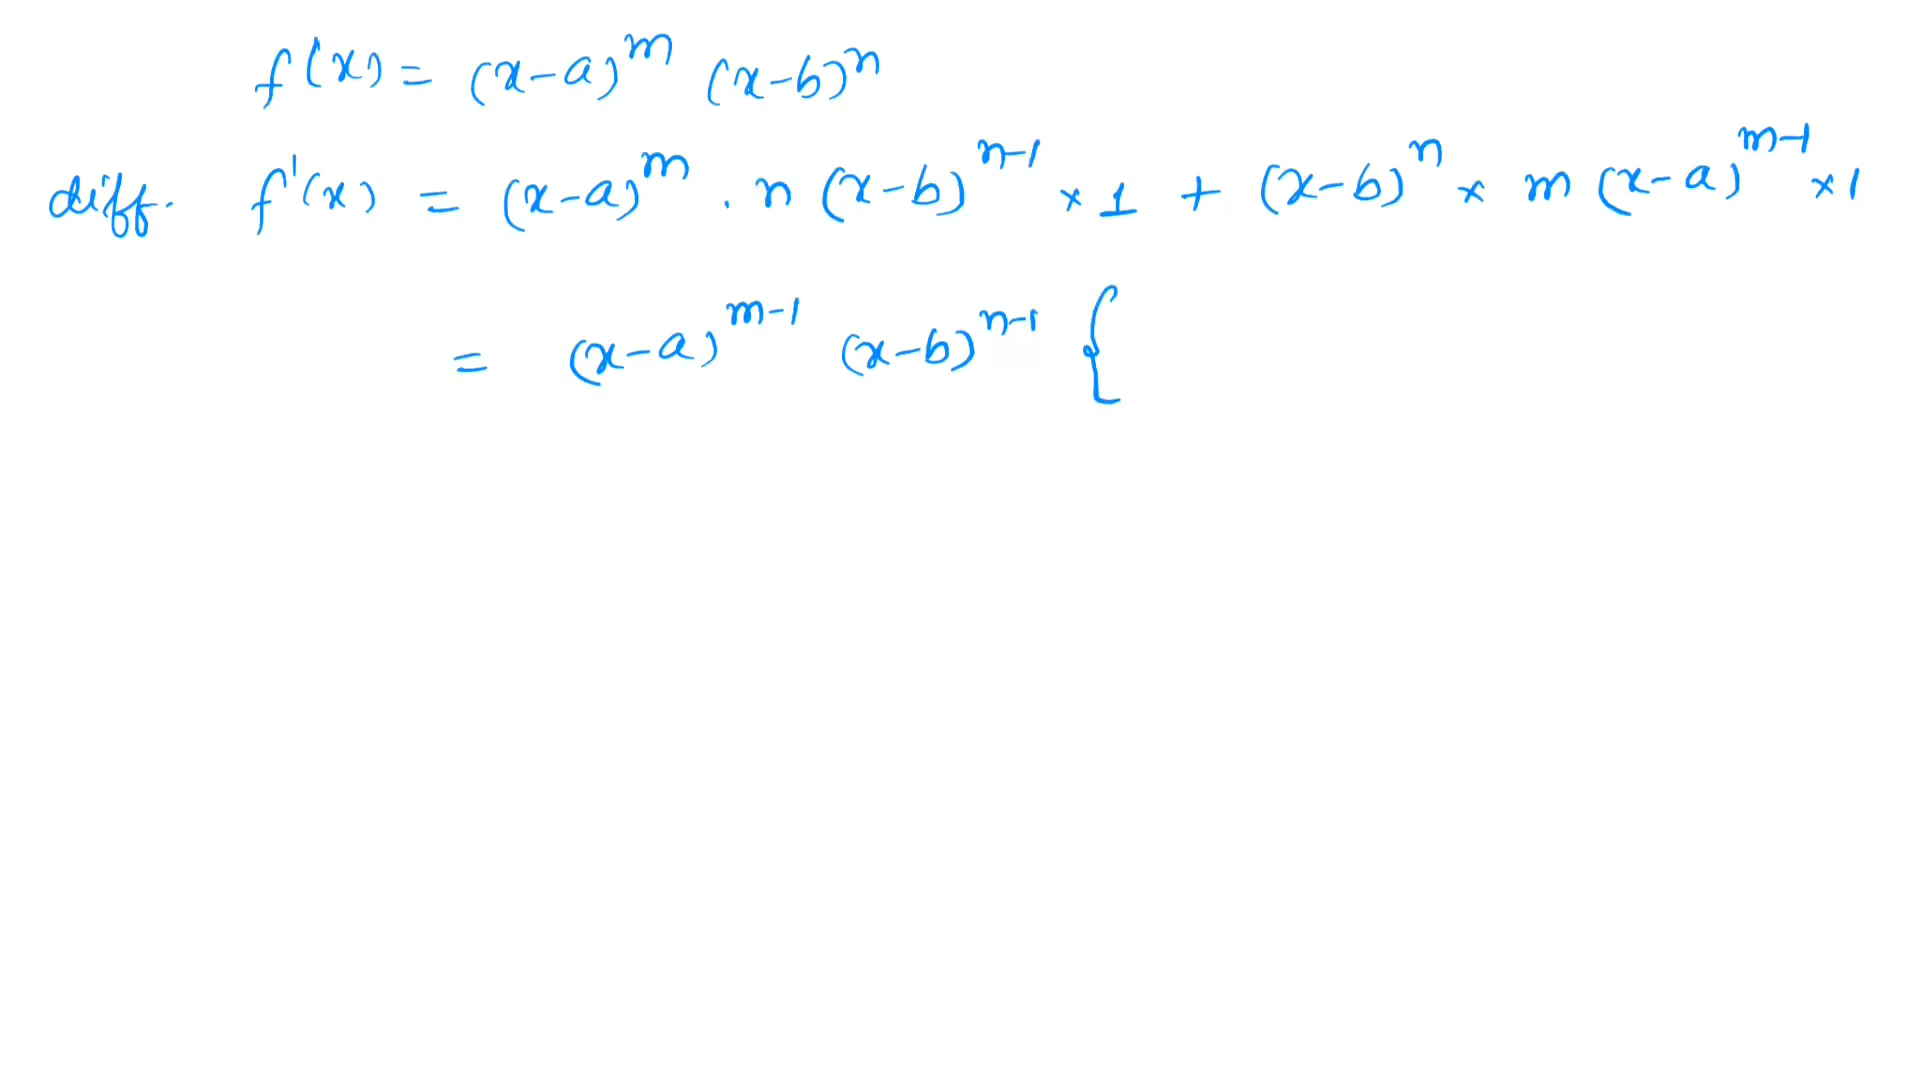 f(x) = (x-a)^m (x-b)^n
diff. f'(x) = (x-a)^m . n (x-b)^{n-1} × 1 + (x-b)^n × m (x-a)^{m-1} × 1
= (x-a)^{m-1} (x-b)^{n-1} {